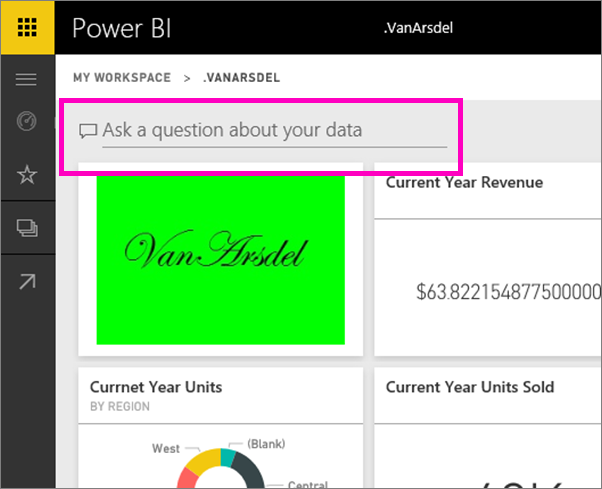 Power BI
.VanArsdel
MY WORKSPACE > .VANARSDEL
Ask a question about your data
VanArsdel
Current Year Revenue
$63.822154877500000
Currnet Year Units
BY REGION
Current Year Units Sold
West
(Blank)
Central